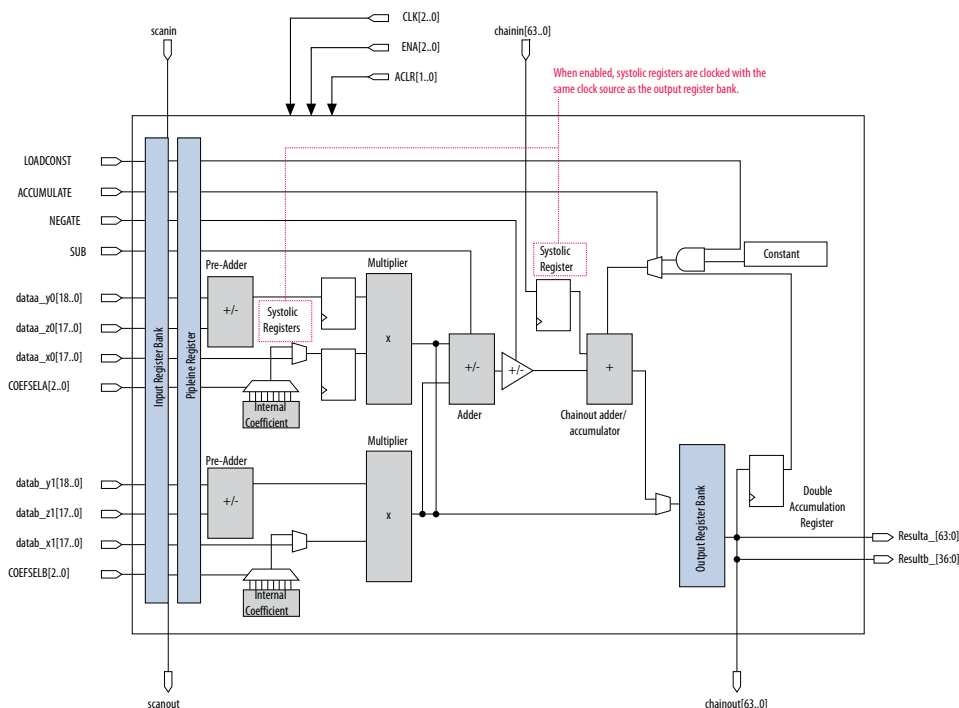 CLK[2..0]
scanin
chainin[63..0]
ENA[2..0]
ACLR[1..0]
When enabled, systolic registers are clocked with the
same clock source as the output register bank.
LOADCONST
ACCUMULATE
NEGATE
SUB
Pre-Adder
Multiplier
Systolic
Register
Constant
dataa_y0[18..0]
+/-
Systolic
Registers
dataa_z0[17..0]
x
dataa_x0[17..0]
+/-
+/-
+
COEFSELA[2..0]
Internal
Coefficient
Adder
Chainout adder/
accumulator
Input Register Bank
Pipleine Register
Multiplier
Pre-Adder
datab_y1[18..0]
+/-
datab_z1[17..0]
x
Double
Accumulation
Register
Output Register Bank
datab_x1[17..0]
Resulta_[63:0]
Resultb_[36:0]
COEFSELB[2..0]
Internal
Coefficient
scanout
chainout[63..0]